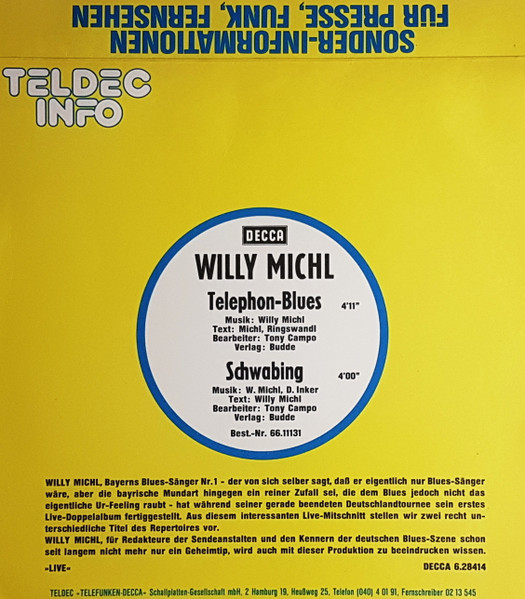 SONDER-INFORMATIONEN
FÜR PRESSE, FUNK, FERNSEHEN
TELDEC
INFO
DECCA
WILLY MICHL
Telephon-Blues 4'11"
Musik: Willy Michl
Text: Michl, Ringswandl
Bearbeiter: Tony Campo
Verlag: Budde
Schwabing 4'00"
Musik: W. Michl, D. Inker
Text: Willy Michl
Bearbeiter: Tony Campo
Verlag: Budde
Best.-Nr. 66.11131
WILLY MICHL, Bayerns Blues-Sänger Nr.1 - der von sich selber sagt, daß er eigentlich nur Blues-Sänger
wäre, aber die bayrische Mundart hingegen ein reiner Zufall sei, die dem Blues jedoch nicht das
eigentliche Ur-Feeling raubt - hat während seiner gerade beendeten Deutschlandtournee sein erstes
Live-Doppelalbum fertiggestellt. Aus diesem interessanten Live-Mitschnitt stellen wir zwei recht un-
terschiedliche Titel des Repertoires vor.
WILLY MICHL, für Redakteure der Sendeanstalten und den Kennern der deutschen Blues-Szene schon
seit langem nicht mehr nur ein Geheimtip, wird auch mit dieser Produktion zu beeindrucken wissen.
»LIVE« DECCA 6.28414
TELDEC »TELEFUNKEN-DECCA« Schallplatten-Gesellschaft mbH, 2 Hamburg 19, Heußweg 25, Telefon (040) 4 01 91, Fernschreiber 02 13 545